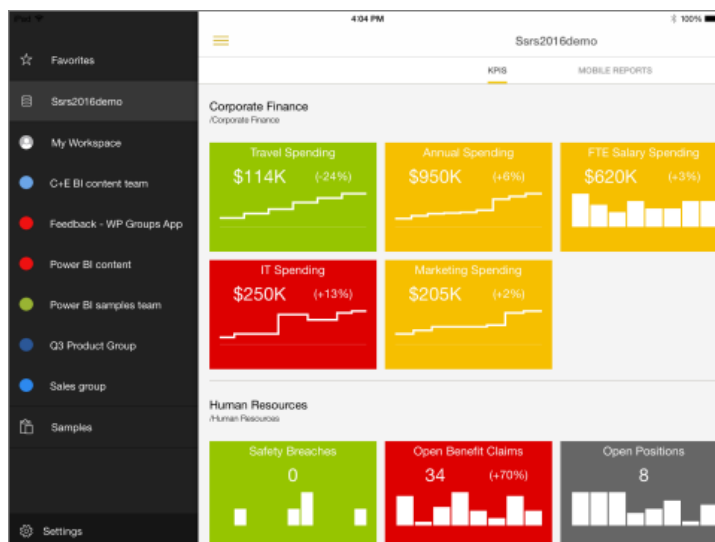 iPad
4:04 PM
100%
Favorites
Ssrs2016demo
My Workspace
C+E BI content team
Feedback - WP Groups App
Power BI content
Power BI samples team
Q3 Product Group
Sales group
Samples
Settings
Ssrs2016demo
KPIS
MOBILE REPORTS
Corporate Finance
/Corporate Finance
Travel Spending
$114K (-24%)
Annual Spending
$950K (+6%)
FTE Salary Spending
$620K (+3%)
IT Spending
$250K (+13%)
Marketing Spending
$205K (+2%)
Human Resources
/Human Resources
Safety Breaches
0
Open Benefit Claims
34 (+70%)
Open Positions
8